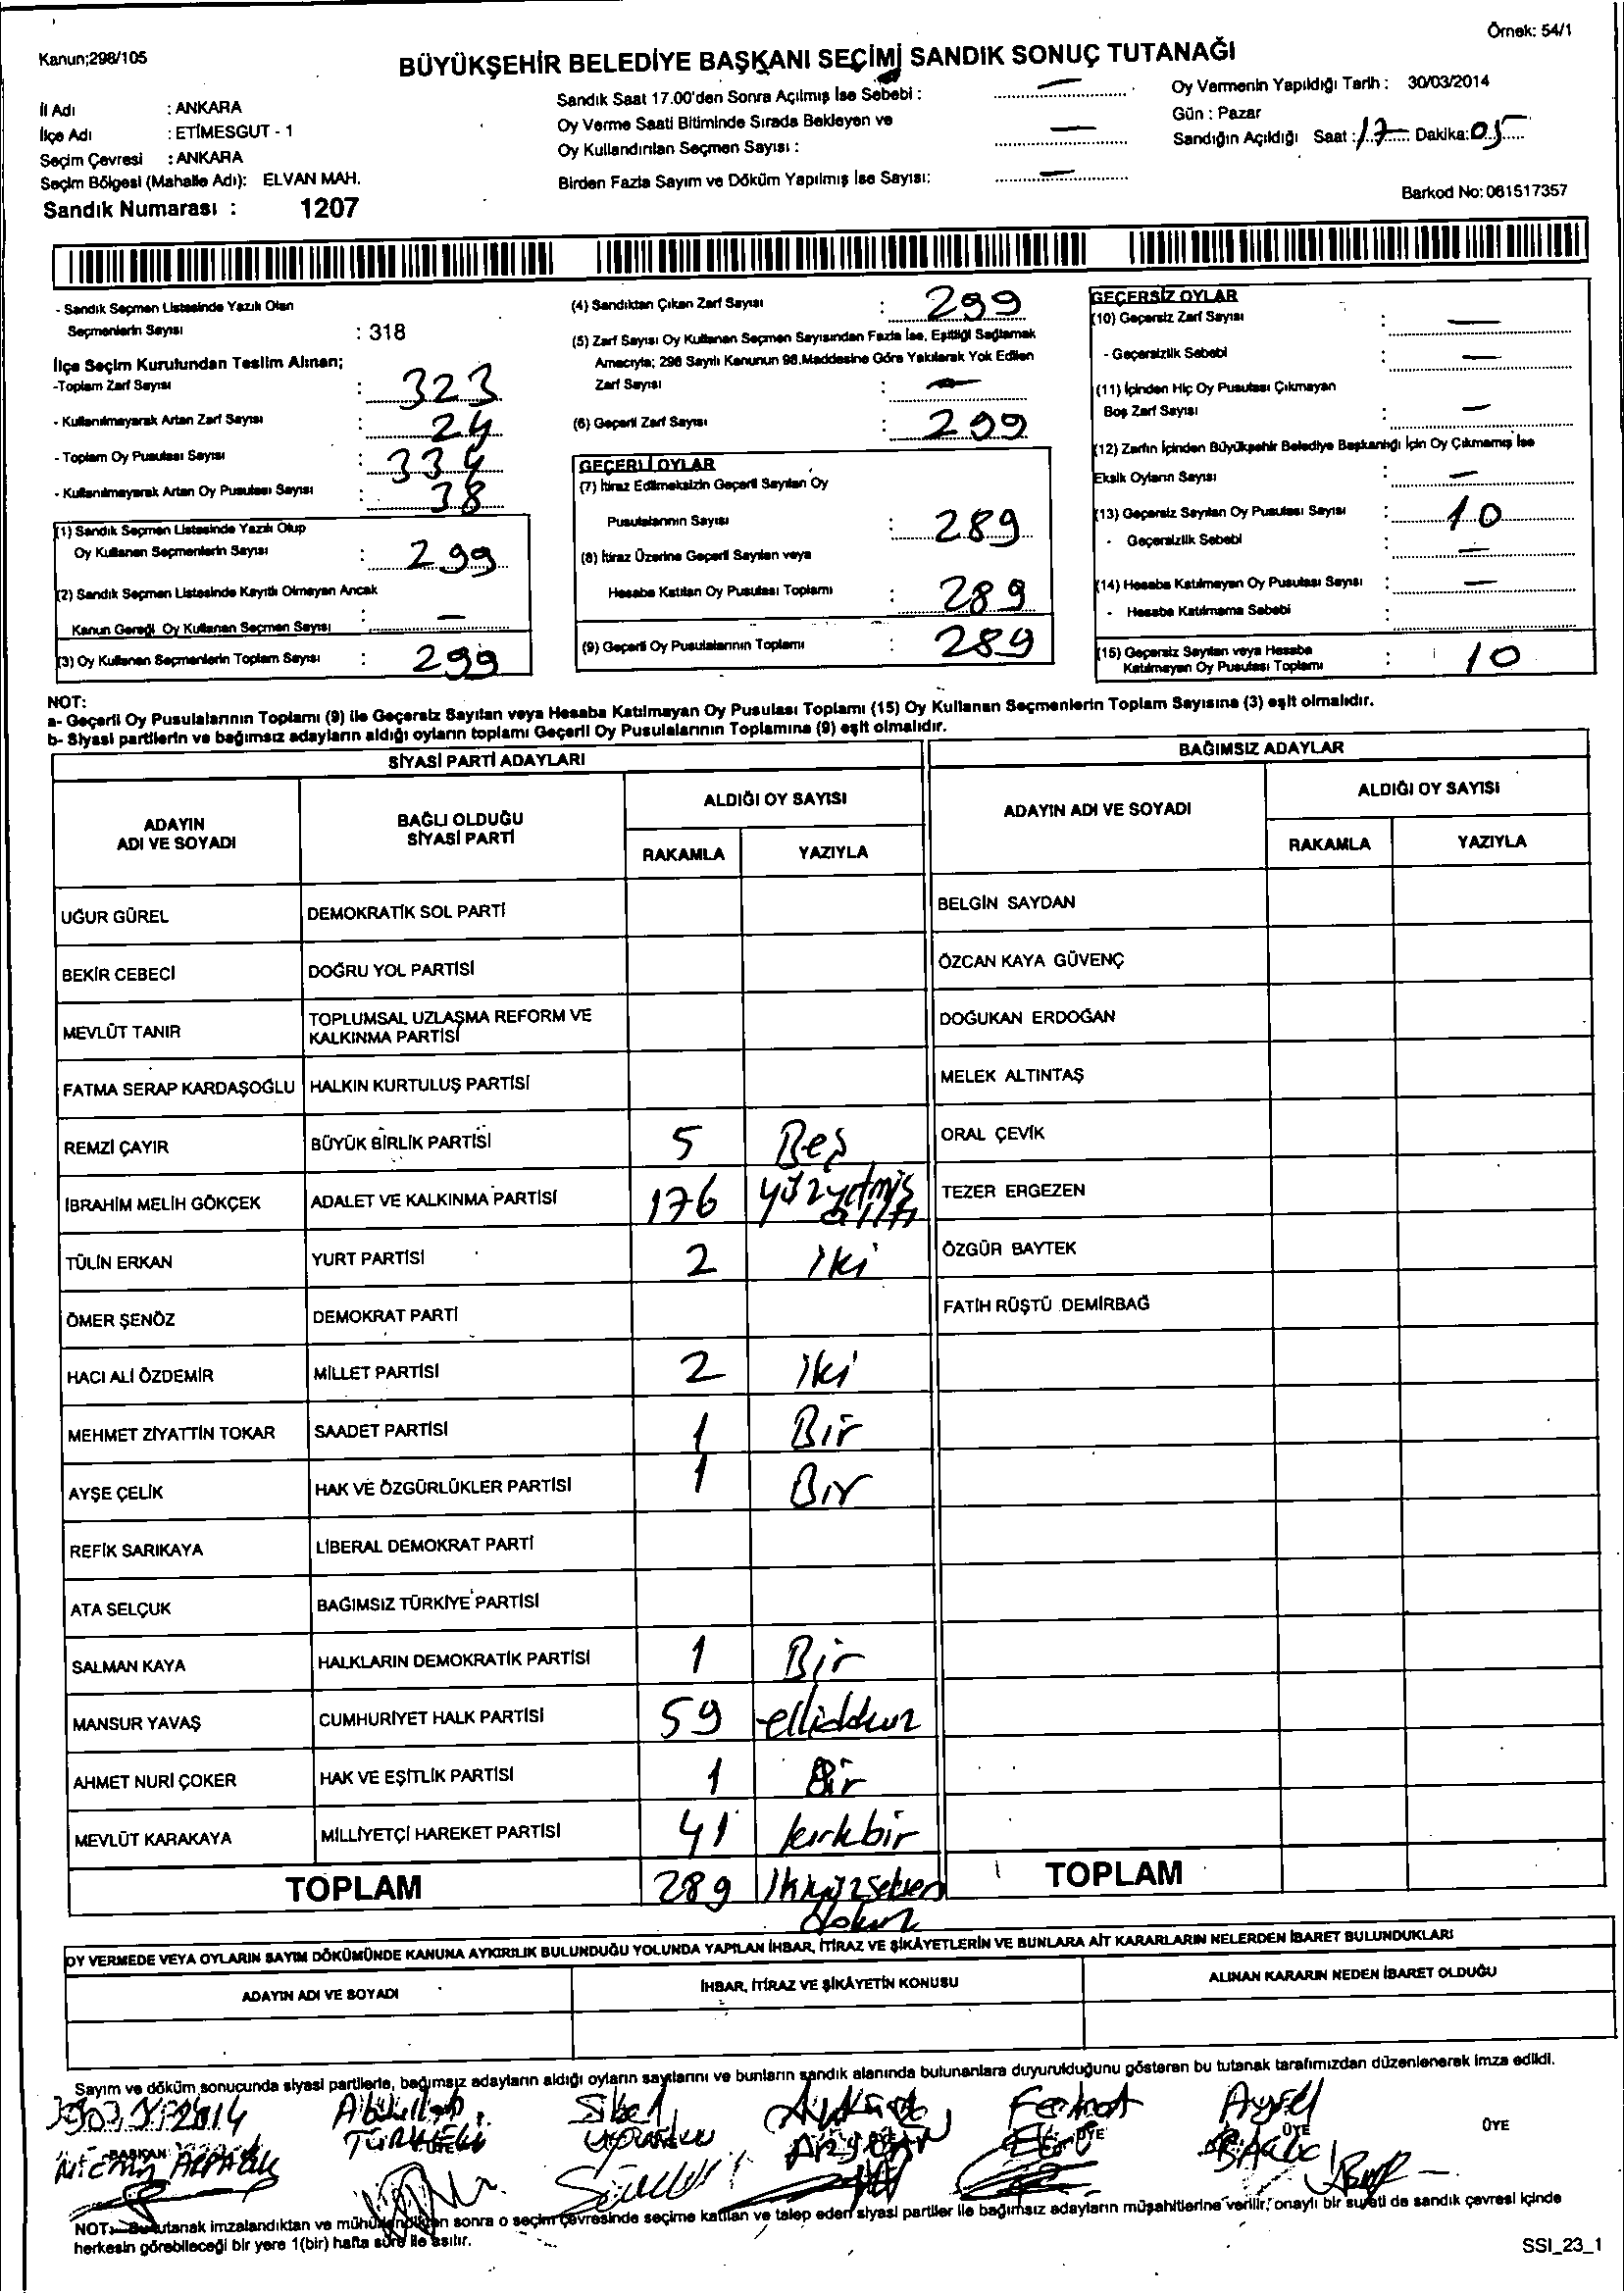 Örnek: 54/1
Kanun;298/105
BÜYÜKŞEHİR BELEDİYE BAŞKANI SEÇİMİ SANDIK SONUÇ TUTANAĞI
İl Adı : ANKARA
İlçe Adı : ETİMESGUT - 1
Seçim Çevresi : ANKARA
Seçim Bölgesi (Mahalle Adı): ELVAN MAH.
Sandık Numarası : 1207
Sandık Saat 17.00'den Sonra Açılmış İse Sebebi : —
Oy Verme Saati Bitiminde Sırada Bekleyen ve
Oy Kullandırılan Seçmen Sayısı : —
Birden Fazla Sayım ve Döküm Yapılmış İse Sayısı: —
Oy Vermenin Yapıldığı Tarih : 30/03/2014
Gün : Pazar
Sandığın Açıldığı Saat : 17 Dakika: 05
Barkod No: 061517357
- Sandık Seçmen Listesinde Yazılı Olan
Seçmenlerin Sayısı : 318
İlçe Seçim Kurulundan Teslim Alınan;
-Toplam Zarf Sayısı : 323
- Kullanılmayarak Artan Zarf Sayısı : 24
- Toplam Oy Pusulası Sayısı : 334
- Kullanılmayarak Artan Oy Pusulası Sayısı : 38
(1) Sandık Seçmen Listesinde Yazılı Olup
Oy Kullanan Seçmenlerin Sayısı : 299
(2) Sandık Seçmen Listesinde Kayıtlı Olmayan Ancak
Kanun Gereği Oy Kullanan Seçmen Sayısı : —
(3) Oy Kullanan Seçmenlerin Toplam Sayısı : 299
(4) Sandıktan Çıkan Zarf Sayısı : 299
(5) Zarf Sayısı Oy Kullanan Seçmen Sayısından Fazla İse, Eşitliği Sağlamak
Amacıyla; 298 Sayılı Kanunun 98.Maddesine Göre Yakılarak Yok Edilen
Zarf Sayısı : —
(6) Geçerli Zarf Sayısı : 299
GEÇERLİ OYLAR
(7) İtiraz Edilmeksizin Geçerli Sayılan Oy
Pusulalarının Sayısı : 289
(8) İtiraz Üzerine Geçerli Sayılan veya
Hesaba Katılan Oy Pusulası Toplamı : 289
(9) Geçerli Oy Pusulalarının Toplamı : 289
GEÇERSİZ OYLAR
(10) Geçersiz Zarf Sayısı : —
- Geçersizlik Sebebi : —
(11) İçinden Hiç Oy Pusulası Çıkmayan
Boş Zarf Sayısı : —
(12) Zarfın İçinden Büyükşehir Belediye Başkanlığı İçin Oy Çıkmamış İse
Eksik Oyların Sayısı : —
(13) Geçersiz Sayılan Oy Pusulası Sayısı : 10
- Geçersizlik Sebebi : —
(14) Hesaba Katılmayan Oy Pusulası Sayısı : —
- Hesaba Katılmama Sebebi :
(15) Geçersiz Sayılan veya Hesaba
Katılmayan Oy Pusulası Toplamı : 10
NOT:
a- Geçerli Oy Pusulalarının Toplamı (9) ile Geçersiz Sayılan veya Hesaba Katılmayan Oy Pusulası Toplamı (15) Oy Kullanan Seçmenlerin Toplam Sayısına (3) eşit olmalıdır.
b- Siyasi partilerin ve bağımsız adayların aldığı oyların toplamı Geçerli Oy Pusulalarının Toplamına (9) eşit olmalıdır.
SİYASİ PARTİ ADAYLARI
ADAYIN ADI VE SOYADI BAĞLI OLDUĞU SİYASİ PARTİ ALDIĞI OY SAYISI
RAKAMLA YAZIYLA
UĞUR GÜREL DEMOKRATİK SOL PARTİ
BEKİR CEBECİ DOĞRU YOL PARTİSİ
MEVLÜT TANIR TOPLUMSAL UZLAŞMA REFORM VE KALKINMA PARTİSİ
FATMA SERAP KARDAŞOĞLU HALKIN KURTULUŞ PARTİSİ
REMZİ ÇAYIR BÜYÜK BİRLİK PARTİSİ 5 Beş
İBRAHİM MELİH GÖKÇEK ADALET VE KALKINMA PARTİSİ 176 yüzyetmiş altı
TÜLİN ERKAN YURT PARTİSİ 2 iki
ÖMER ŞENÖZ DEMOKRAT PARTİ
HACI ALİ ÖZDEMİR MİLLET PARTİSİ 2 iki
MEHMET ZİYATTİN TOKAR SAADET PARTİSİ 1 Bir
AYŞE ÇELİK HAK VE ÖZGÜRLÜKLER PARTİSİ 1 Bir
REFİK SARIKAYA LİBERAL DEMOKRAT PARTİ
ATA SELÇUK BAĞIMSIZ TÜRKİYE PARTİSİ
SALMAN KAYA HALKLARIN DEMOKRATİK PARTİSİ 1 Bir
MANSUR YAVAŞ CUMHURİYET HALK PARTİSİ 59 ellidokuz
AHMET NURİ ÇOKER HAK VE EŞİTLİK PARTİSİ 1 Bir
MEVLÜT KARAKAYA MİLLİYETÇİ HAREKET PARTİSİ 41 kırkbir
TOPLAM 289 İkiyüzseksen dokuz
BAĞIMSIZ ADAYLAR
ADAYIN ADI VE SOYADI ALDIĞI OY SAYISI
RAKAMLA YAZIYLA
BELGİN SAYDAN
ÖZCAN KAYA GÜVENÇ
DOĞUKAN ERDOĞAN
MELEK ALTINTAŞ
ORAL ÇEVİK
TEZER ERGEZEN
ÖZGÜR BAYTEK
FATİH RÜŞTÜ DEMİRBAĞ
TOPLAM
OY VERMEDE VEYA OYLARIN SAYIM DÖKÜMÜNDE KANUNA AYKIRILIK BULUNDUĞU YOLUNDA YAPILAN İHBAR, İTİRAZ VE ŞİKÂYETLERİN VE BUNLARA AİT KARARLARIN NELERDEN İBARET BULUNDUKLARI
ADAYIN ADI VE SOYADI İHBAR, İTİRAZ VE ŞİKÂYETİN KONUSU ALINAN KARARIN NEDEN İBARET OLDUĞU
Sayım ve döküm sonucunda siyasi partilerle, bağımsız adayların aldığı oyların sayılarını ve bunların sandık alanında bulunanlara duyurulduğunu gösteren bu tutanak tarafımızdan düzenlenerek imza edildi.
Abdullah Sibel Aysel
BAŞKAN ÜYE ÜYE ÜYE
NOT: Bu tutanak imzalandıktan ve mühürlendikten sonra o seçim çevresinde seçime katılan ve talep eden siyasi partiler ile bağımsız adayların müşahitlerine verilir, onaylı bir sureti de sandık çevresi içinde
herkesin görebileceği bir yere 1(bir) hafta süre ile asılır.
SSI_23_1